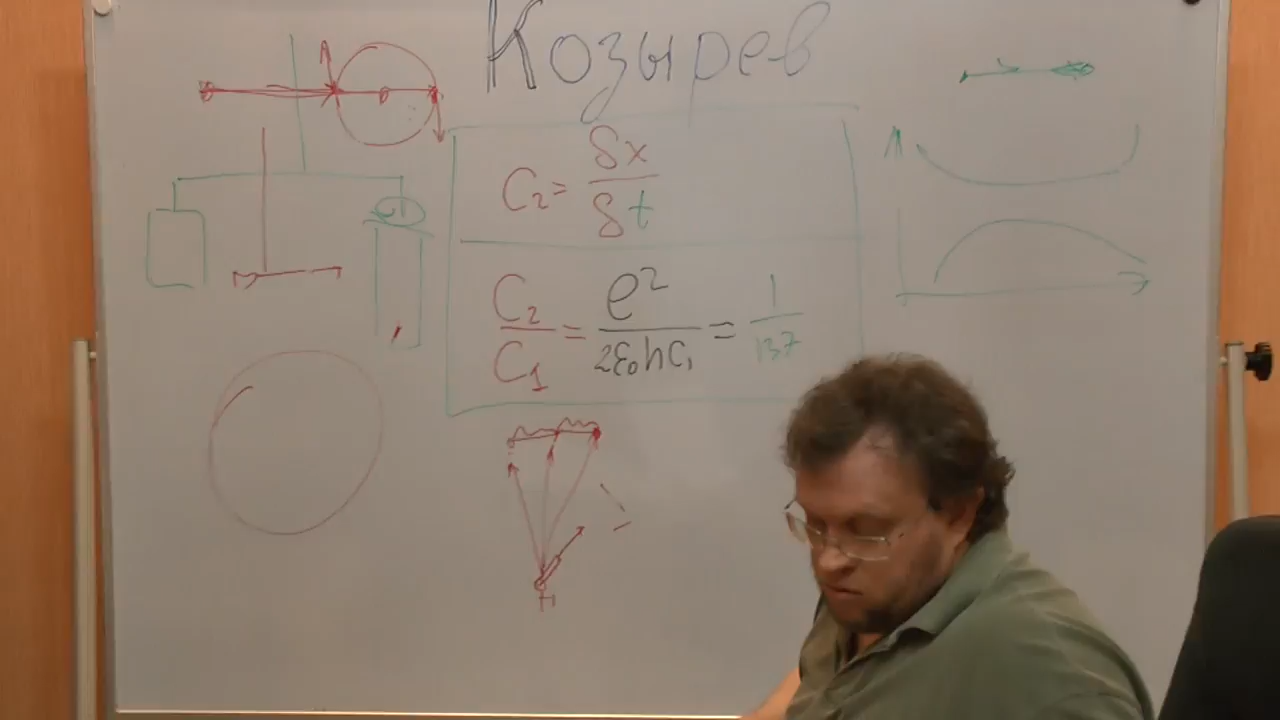 Козырев
C₂ = δx / δt
C₂ / C₁ = e² / 2ε₀hC₁ = 1 / 137